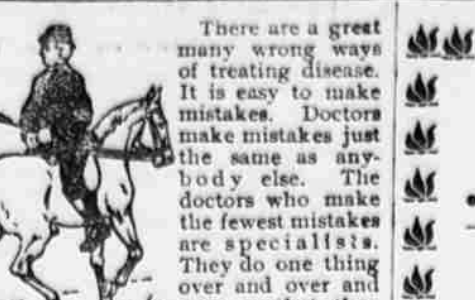 There are a great
many wrong ways
of treating disease.
It is easy to make
mistakes. Doctors
make mistakes just
the same as any-
body else. The
doctors who make
the fewest mistakes
are specialists.
They do one thing
over and over and